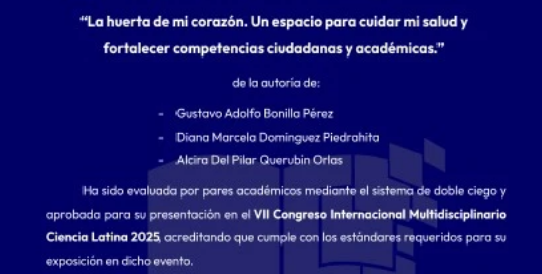 “La huerta de mi corazón. Un espacio para cuidar mi salud y
fortalecer competencias ciudadanas y académicas.”
de la autoría de:
- Gustavo Adolfo Bonilla Pérez
- Diana Marcela Dominguez Piedrahita
- Alcira Del Pilar Querubin Orlas
Ha sido evaluada por pares académicos mediante el sistema de doble ciego y
aprobada para su presentación en el VII Congreso Internacional Multidisciplinario
Ciencia Latina 2025, acreditando que cumple con los estándares requeridos para su
exposición en dicho evento.